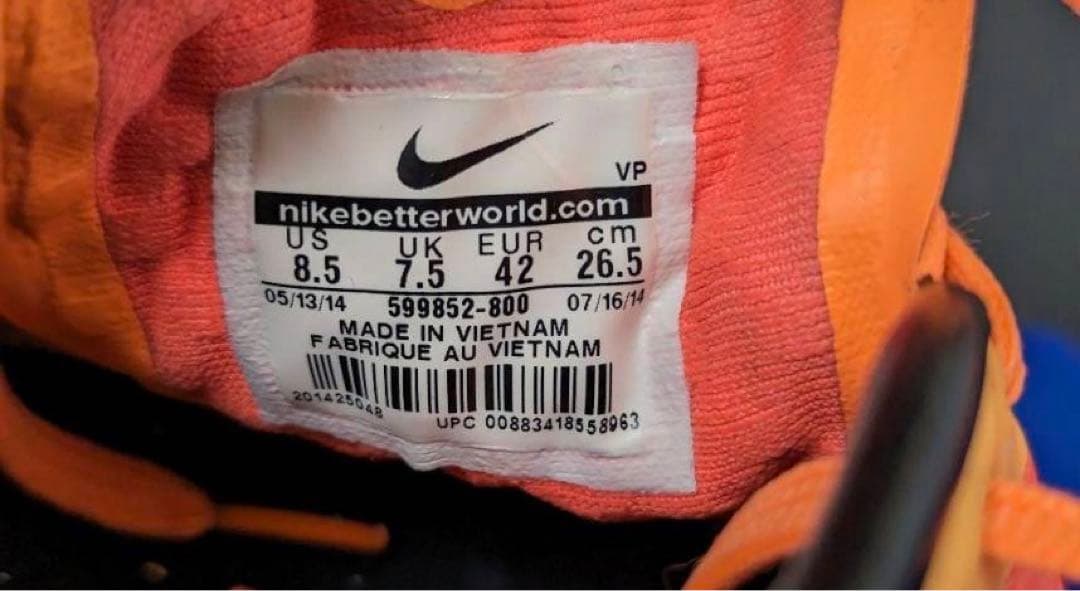 VP
nikebetterworld.com
US UK EUR cm
8.5 7.5 42 26.5
05/13/14 599852-800 07/16/14
MADE IN VIETNAM
FABRIQUE AU VIETNAM
201425048
UPC 00883418558963